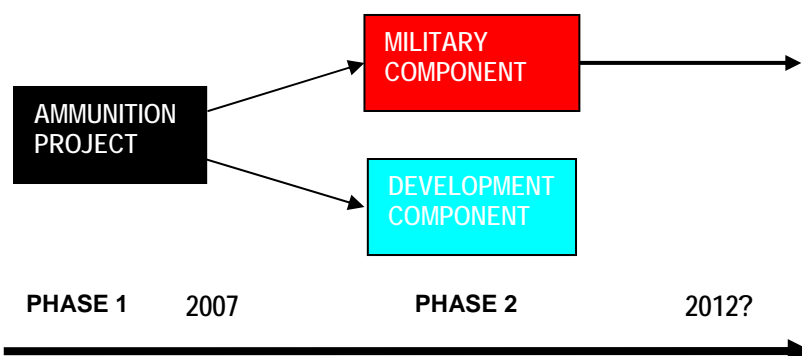 MILITARY
COMPONENT
AMMUNITION
PROJECT
DEVELOPMENT
COMPONENT
PHASE 1 2007 PHASE 2 2012?